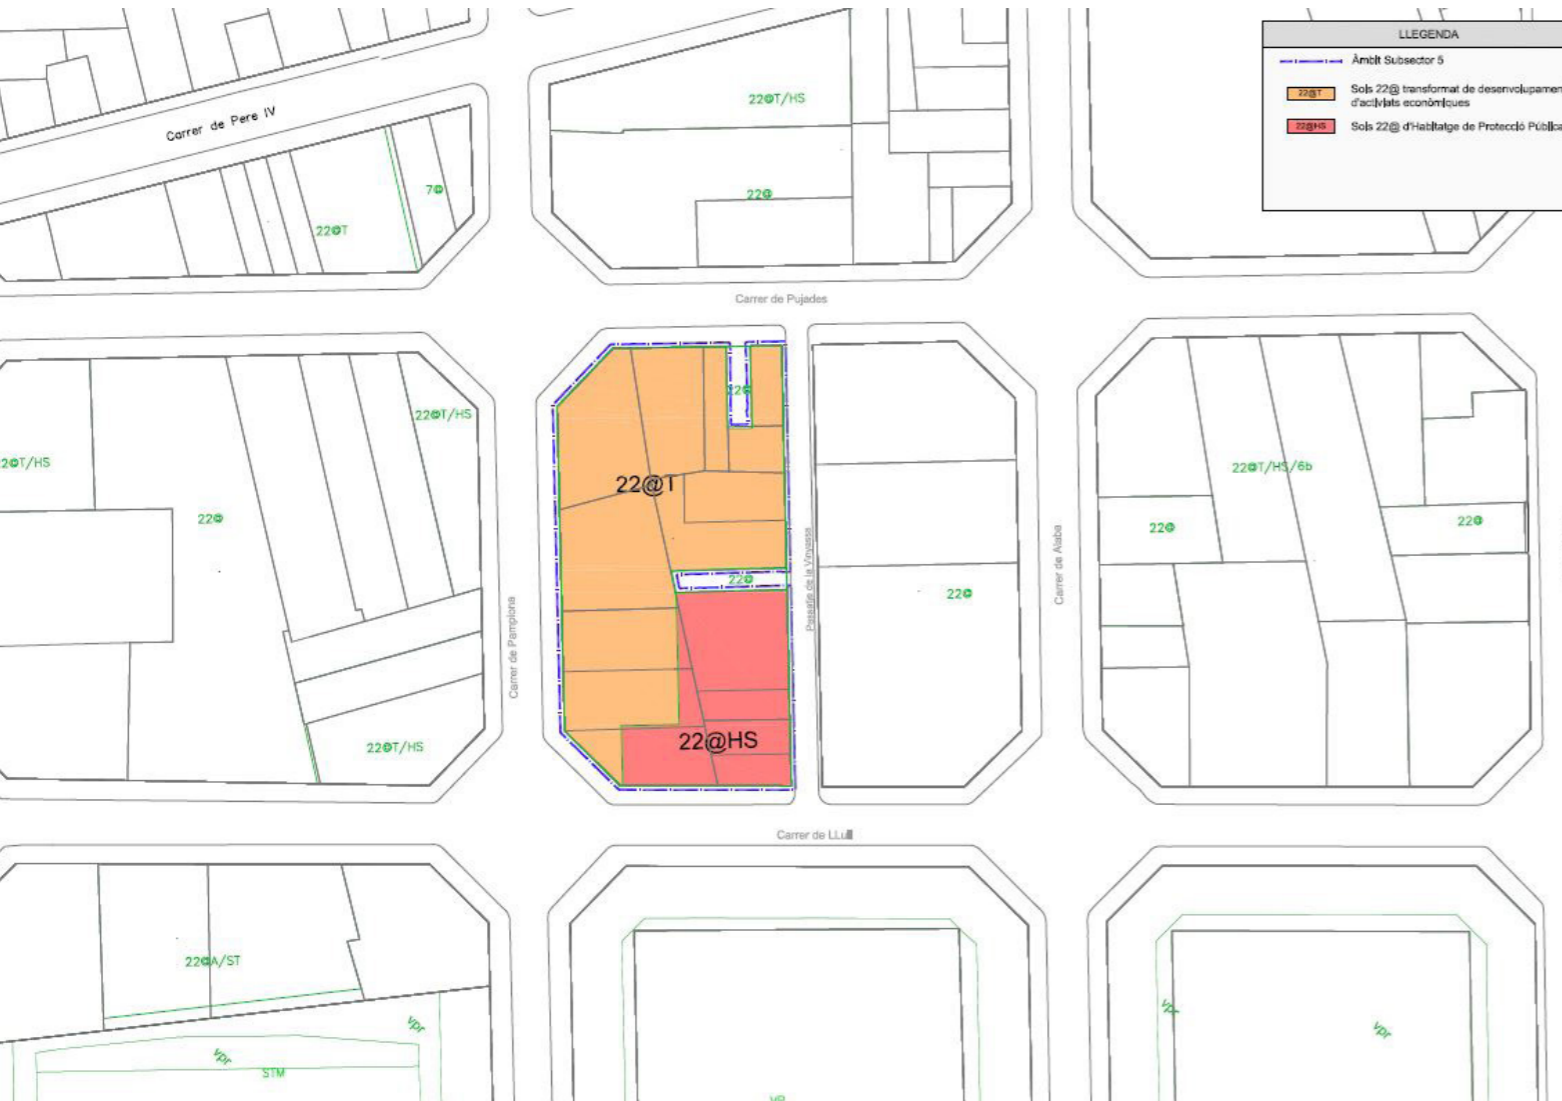 LLEGENDA
Àmbit Subsector 5
22@T
Sòls 22@ transformat de desenvolupamen
d'activitats econòmiques
22@HS
Sòls 22@ d'Habitatge de Protecció Pública
22@T/HS
Carrer de Pere IV
7@
22@
22@T
Carrer de Pujades
22@
22@T/HS
2@T/HS
22@T/HS/6b
22@T
22@
22@
22@
Carrer de Alaba
Passatge de la Vinyassa
22@
22@
Carrer de Pamplona
22@HS
22@T/HS
Carrer de LLull
22@A/ST
vpr
vpr
vpr
vpr
STM